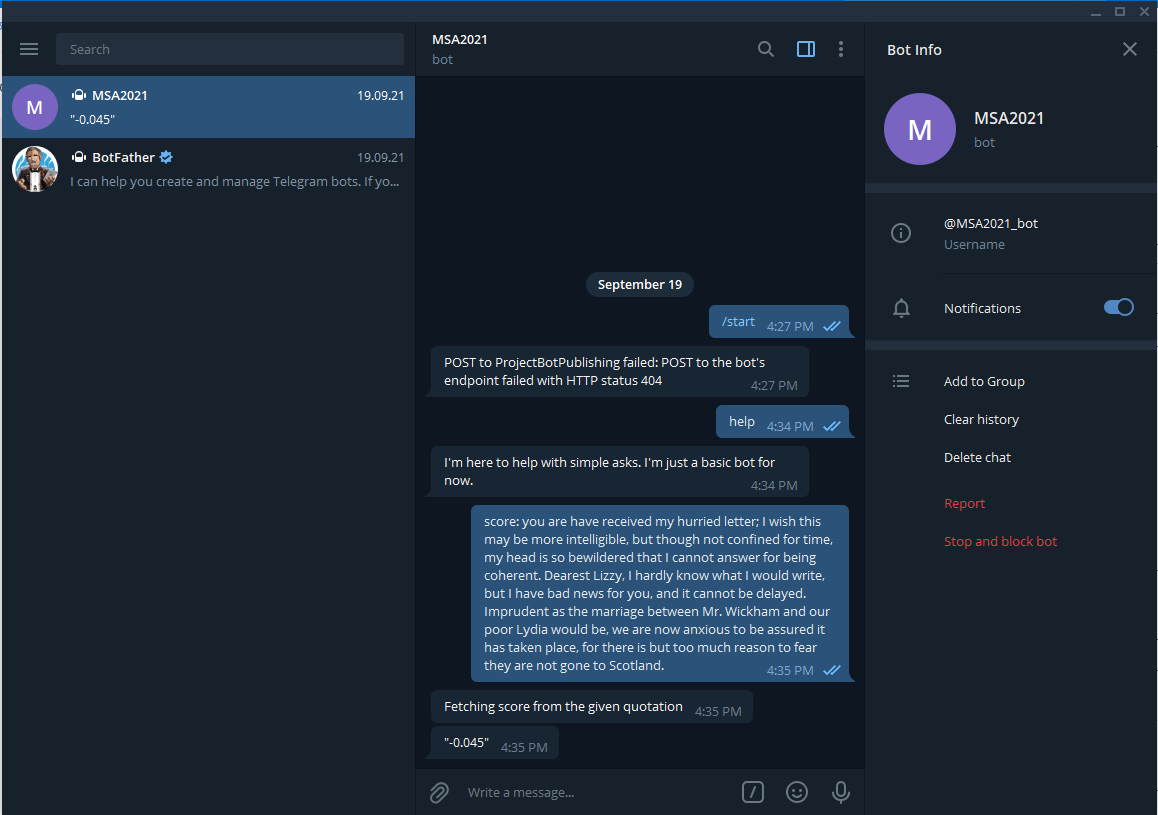 Search
M
MSA2021
19.09.21
"-0.045"
BotFather
19.09.21
I can help you create and manage Telegram bots. If yo...
MSA2021
bot
September 19
/start 4:27 PM
POST to ProjectBotPublishing failed: POST to the bot's
endpoint failed with HTTP status 404 4:27 PM
help 4:34 PM
I'm here to help with simple asks. I'm just a basic bot for
now. 4:34 PM
score: you are have received my hurried letter; I wish this
may be more intelligible, but though not confined for time,
my head is so bewildered that I cannot answer for being
coherent. Dearest Lizzy, I hardly know what I would write,
but I have bad news for you, and it cannot be delayed.
Imprudent as the marriage between Mr. Wickham and our
poor Lydia would be, we are now anxious to be assured it
has taken place, for there is but too much reason to fear
they are not gone to Scotland. 4:35 PM
Fetching score from the given quotation 4:35 PM
"-0.045" 4:35 PM
Write a message...
Bot Info
M
MSA2021
bot
@MSA2021_bot
Username
Notifications
Add to Group
Clear history
Delete chat
Report
Stop and block bot